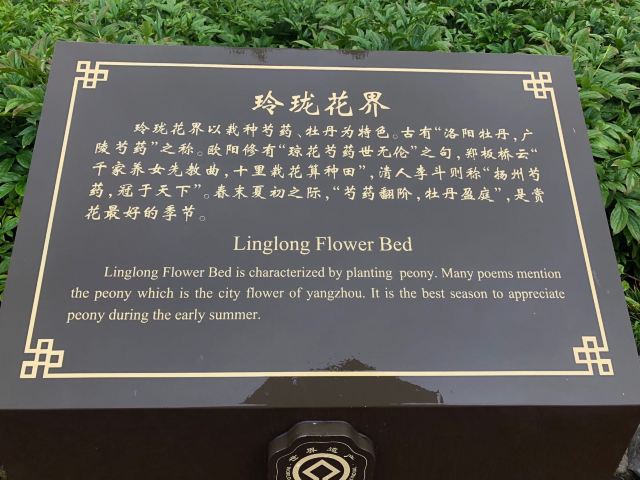 玲珑花界
玲珑花界以栽种芍药、牡丹为特色。古有“洛阳牡丹，广
陵芍药”之称。欧阳修有“琼花芍药世无伦”之句，郑板桥云“
千家养女先教曲，十里栽花算种田”，清人李斗则称“扬州芍
药，冠于天下”。春末夏初之际，“芍药翻阶，牡丹盈庭”，是赏
花最好的季节。
Linglong Flower Bed
Linglong Flower Bed is characterized by planting peony. Many poems mention
the peony which is the city flower of yangzhou. It is the best season to appreciate
peony during the early summer.
世界遗产